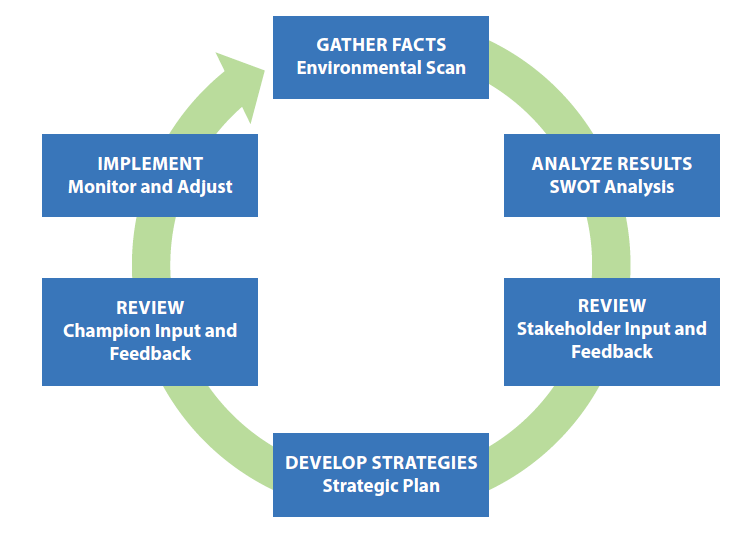 GATHER FACTS
Environmental Scan
ANALYZE RESULTS
SWOT Analysis
REVIEW
Stakeholder Input and
Feedback
DEVELOP STRATEGIES
Strategic Plan
REVIEW
Champion Input and
Feedback
IMPLEMENT
Monitor and Adjust